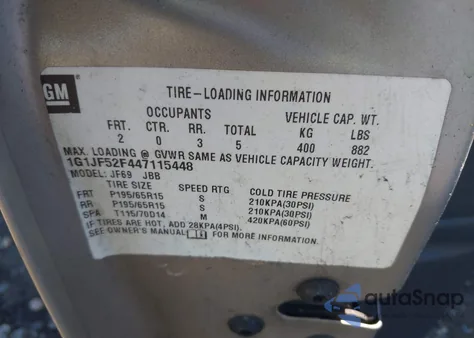 GM
TIRE-LOADING INFORMATION
OCCUPANTS VEHICLE CAP. WT.
FRT. CTR. RR. TOTAL KG LBS
2 0 3 5 400 882
MAX. LOADING @ GVWR SAME AS VEHICLE CAPACITY WEIGHT.
1G1JF52F447115448
MODEL: JF69 JBB
TIRE SIZE SPEED RTG COLD TIRE PRESSURE
FRT P195/65R15 S 210KPA(30PSI)
RR P195/65R15 S 210KPA(30PSI)
SPA T115/70D14 M 420KPA(60PSI)
IF TIRES ARE HOT, ADD 28KPA(4PSI).
SEE OWNER'S MANUAL FOR MORE INFORMATION.
autoSnap